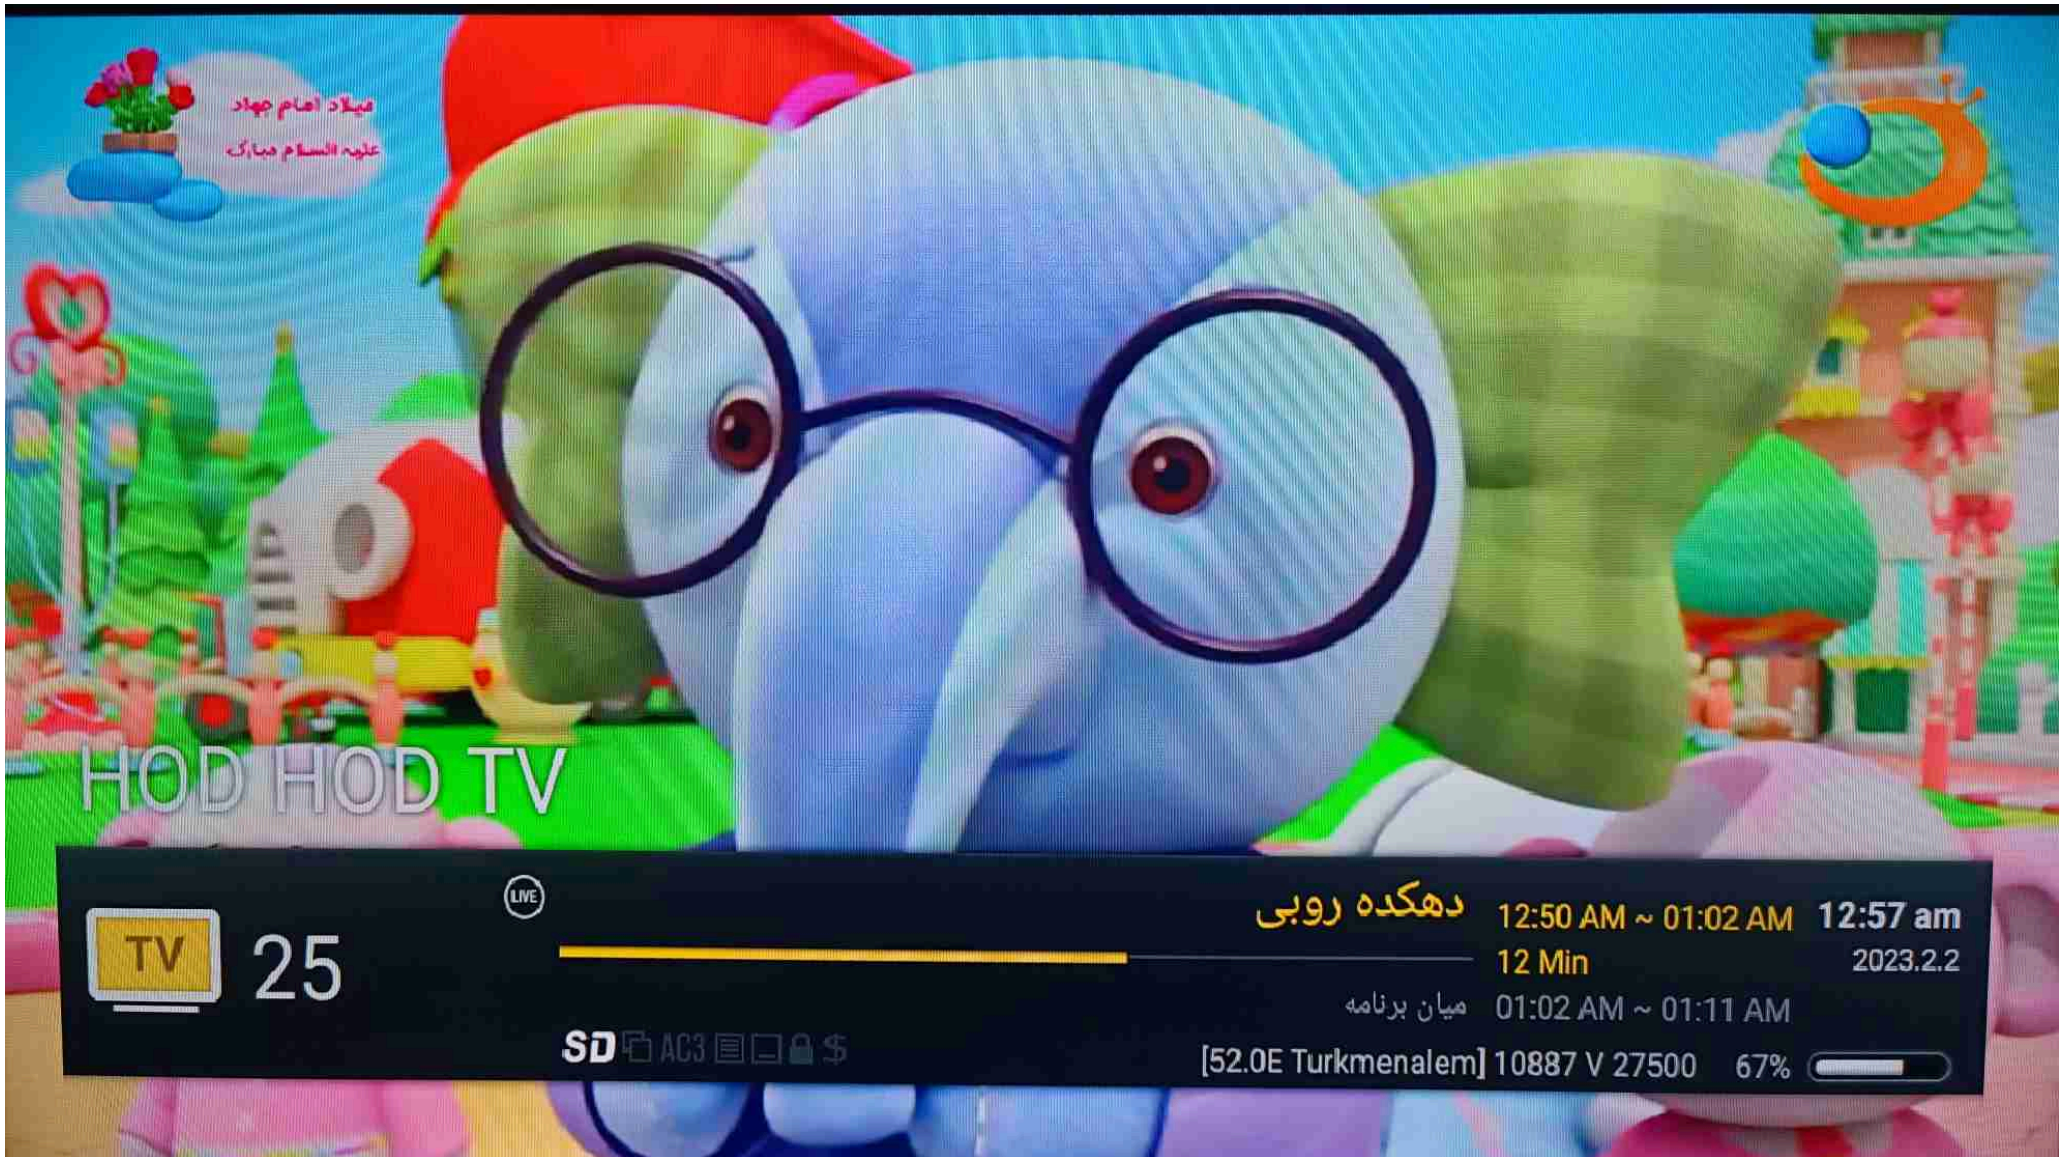 میلاد امام جواد
علیه السلام مبارک
HOD HOD TV
TV
25
LIVE
دهکده روبی
12:50 AM ~ 01:02 AM
12:57 am
12 Min
2023.2.2
میان برنامه
01:02 AM ~ 01:11 AM
SD AC3 $
[52.0E Turkmenalem] 10887 V 27500 67%